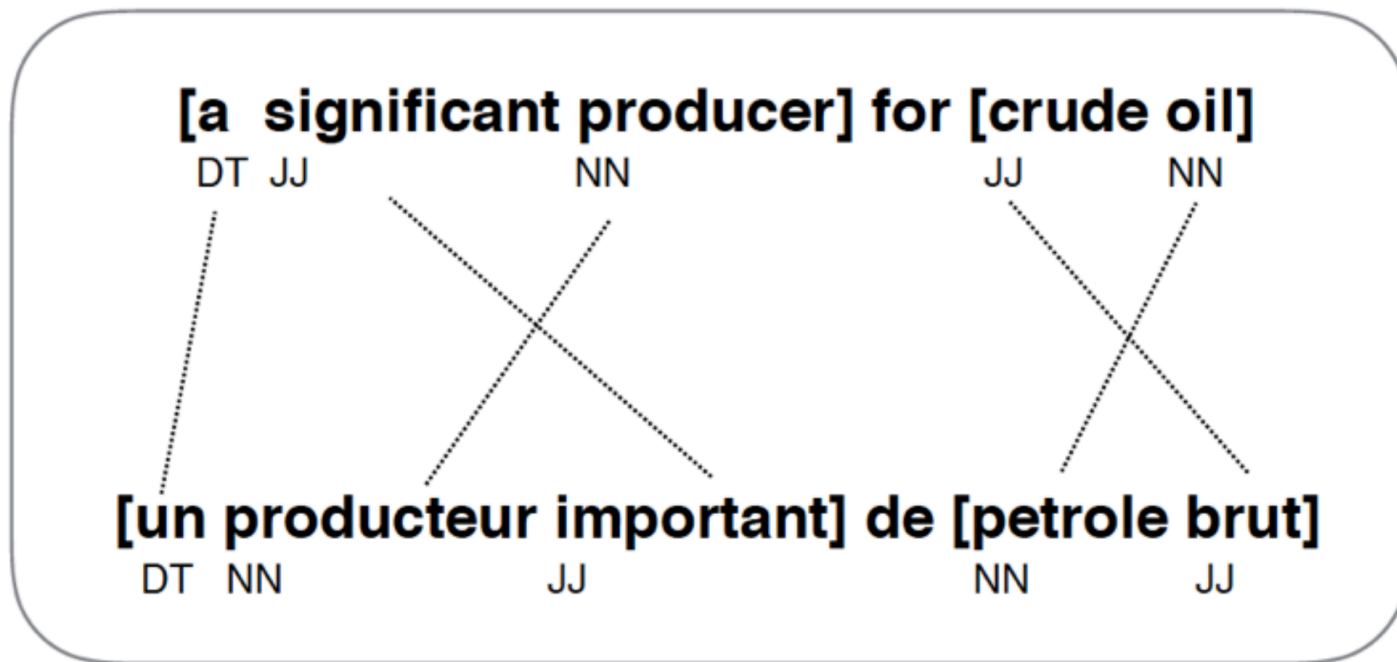 [a significant producer] for [crude oil]
DT JJ NN JJ NN
[un producteur important] de [petrole brut]
DT NN JJ NN JJ